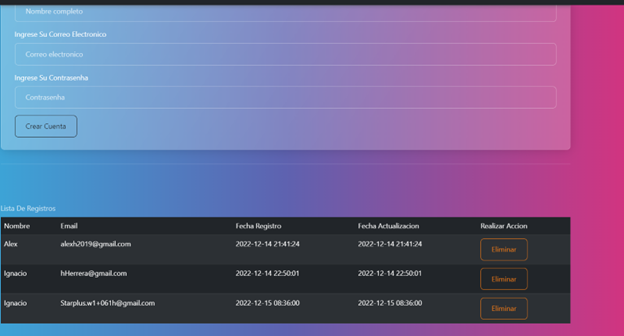 Nombre completo
Ingrese Su Correo Electronico
Correo electronico
Ingrese Su Contrasenha
Contrasenha
Crear Cuenta
Lista De Registros
Nombre Email Fecha Registro Fecha Actualizacion Realizar Accion
Alex alexh2019@gmail.com 2022-12-14 21:41:24 2022-12-14 21:41:24 Eliminar
Ignacio hHerrera@gmail.com 2022-12-14 22:50:01 2022-12-14 22:50:01 Eliminar
Ignacio Starplus.w1+061h@gmail.com 2022-12-15 08:36:00 2022-12-15 08:36:00 Eliminar